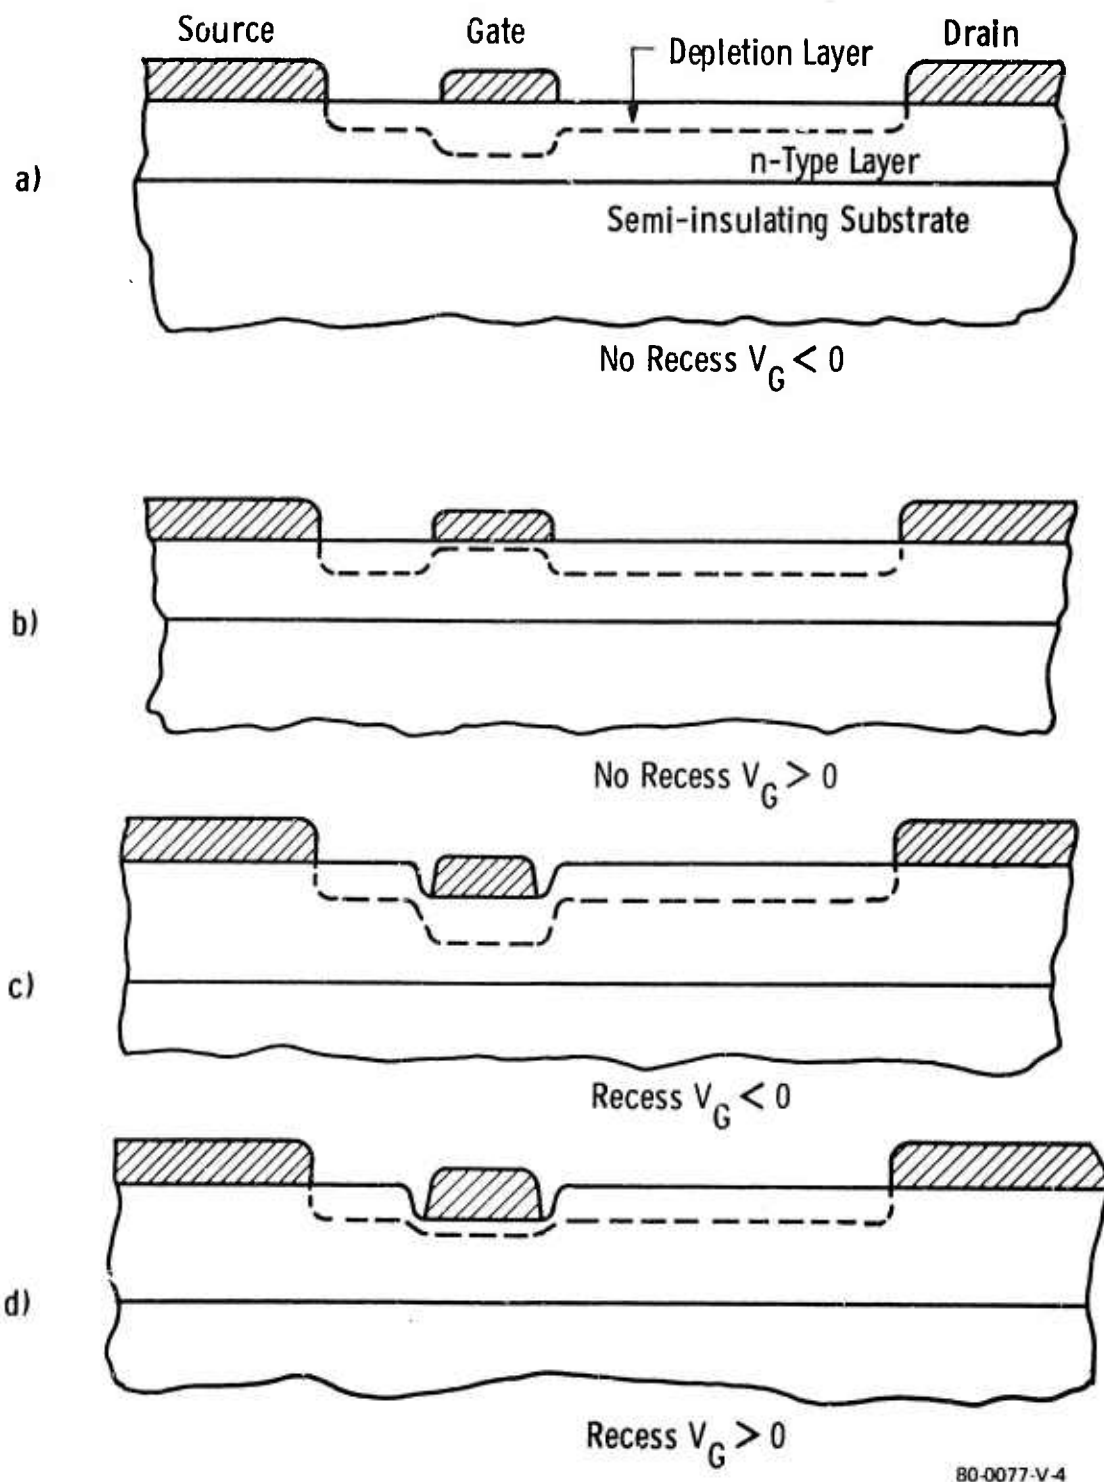 Source
Gate
Depletion Layer
Drain
a)
n-Type Layer
Semi-insulating Substrate
No Recess V_G < 0
b)
No Recess V_G > 0
c)
Recess V_G < 0
d)
Recess V_G > 0
80-0077-V-4